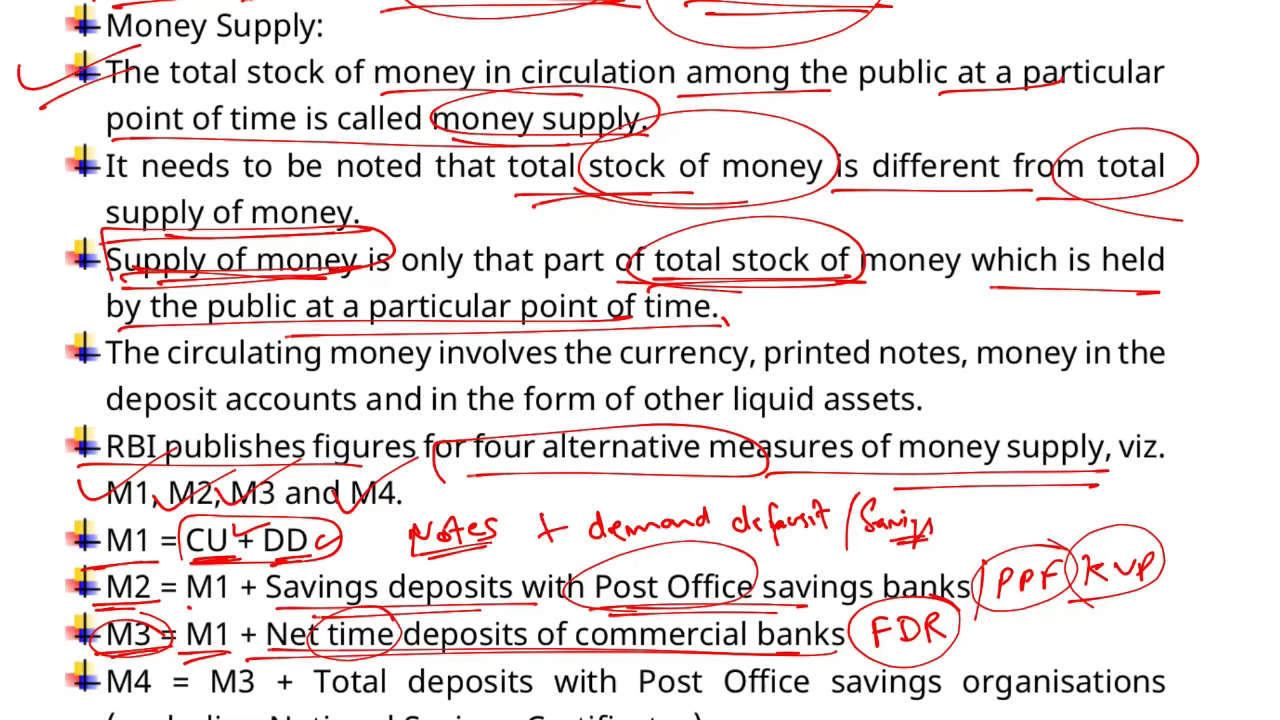 Money Supply:
The total stock of money in circulation among the public at a particular
point of time is called money supply.
It needs to be noted that total stock of money is different from total
supply of money.
Supply of money is only that part of total stock of money which is held
by the public at a particular point of time.
The circulating money involves the currency, printed notes, money in the
deposit accounts and in the form of other liquid assets.
RBI publishes figures for four alternative measures of money supply, viz.
M1, M2, M3 and M4.
M1 = CU + DD Notes + demand deposit / Savings
M2 = M1 + Savings deposits with Post Office savings banks / PPF KVP
M3 = M1 + Net time deposits of commercial banks FDR
M4 = M3 + Total deposits with Post Office savings organisations